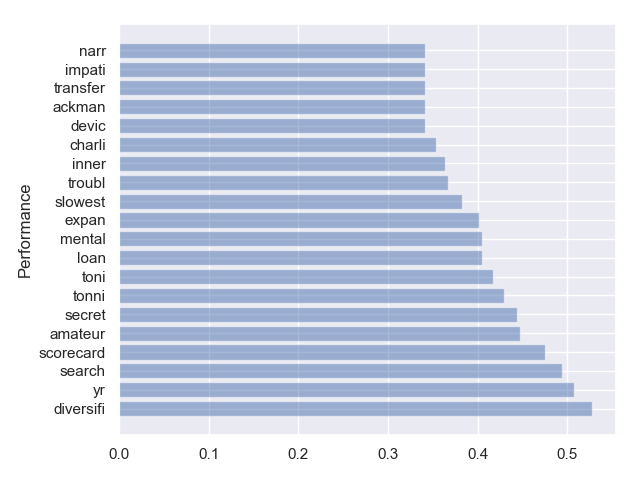 narr
impati
transfer
ackman
devic
charli
inner
troubl
slowest
expan
mental
loan
toni
tonni
secret
amateur
scorecard
search
yr
diversifi
Performance
0.0 0.1 0.2 0.3 0.4 0.5